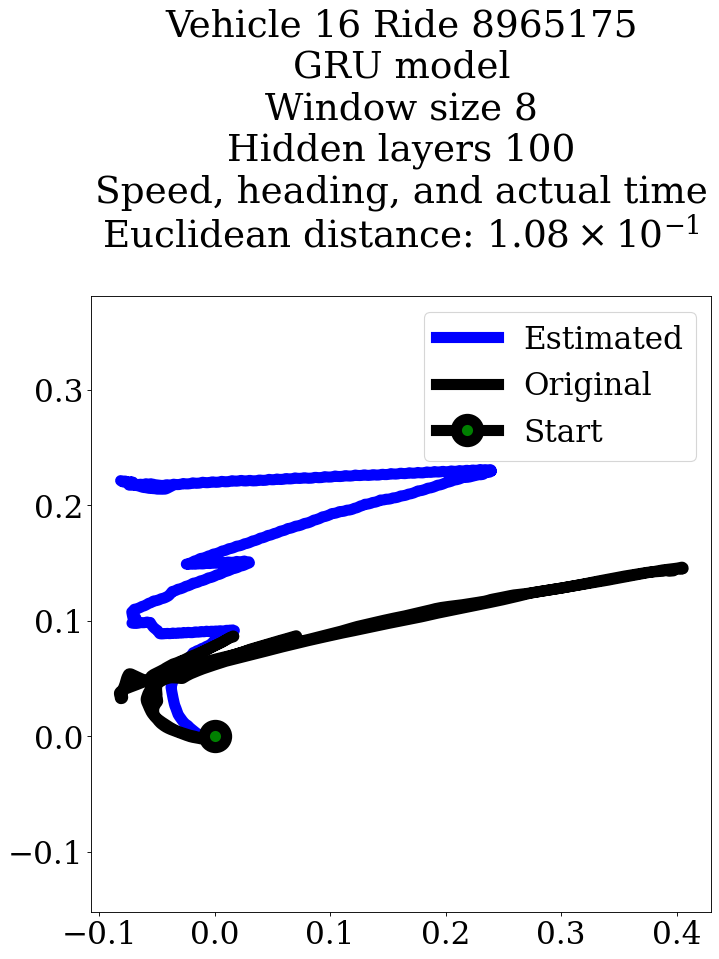 Vehicle 16 Ride 8965175
GRU model
Window size 8
Hidden layers 100
Speed, heading, and actual time
Euclidean distance: 1.08 × 10⁻¹
Estimated
Original
Start
0.3
0.2
0.1
0.0
−0.1
−0.1 0.0 0.1 0.2 0.3 0.4